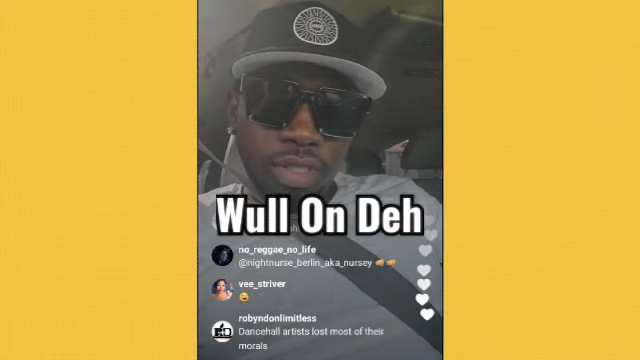 Wull On Deh
no_reggae_no_life
@nightnurse_berlin_aka_nursey 👊👊
vee_striver
😅
robyndonlimitless
Dancehall artists lost most of their
morals